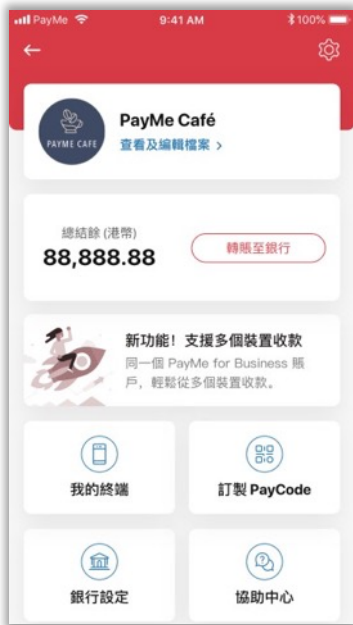 PayMe 9:41 AM 100%
PAYME CAFE
PayMe Café
查看及編輯檔案 >
總結餘 (港幣)
88,888.88
轉賬至銀行
新功能！支援多個裝置收款
同一個 PayMe for Business 賬
戶，輕鬆從多個裝置收款。
我的終端 訂製 PayCode
銀行設定 協助中心